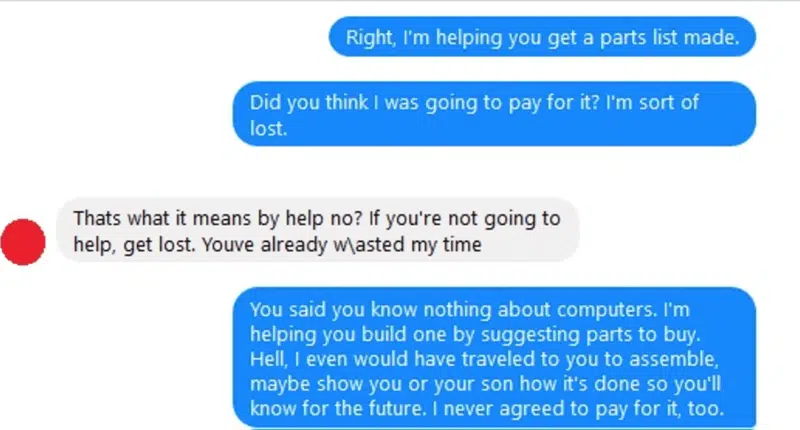 Right, I'm helping you get a parts list made.
Did you think I was going to pay for it? I'm sort of
lost.
Thats what it means by help no? If you're not going to
help, get lost. Youve already w\asted my time
You said you know nothing about computers. I'm
helping you build one by suggesting parts to buy.
Hell, I even would have traveled to you to assemble,
maybe show you or your son how it's done so you'll
know for the future. I never agreed to pay for it, too.